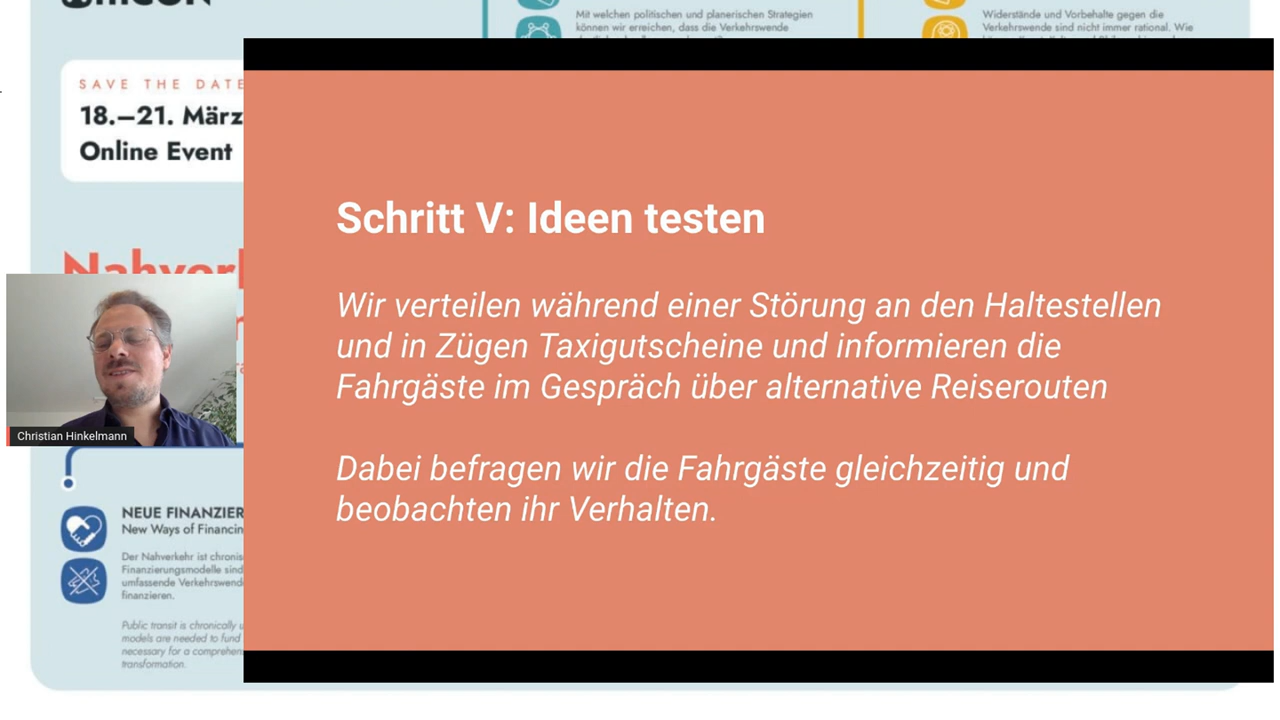 Mit welchen politischen und planerischen Strategien
können wir erreichen, dass die Verkehrswende
Widerstände und Vorbehalte gegen die
Verkehrswende sind nicht immer rational. Wie
SAVE THE DATE
18.–21. März
Online Event
Schritt V: Ideen testen
Wir verteilen während einer Störung an den Haltestellen
und in Zügen Taxigutscheine und informieren die
Fahrgäste im Gespräch über alternative Reiserouten
Dabei befragen wir die Fahrgäste gleichzeitig und
beobachten ihr Verhalten.
Christian Hinkelmann
NEUE FINANZIER
New Ways of Financin
Der Nahverkehr ist chronis
Finanzierungsmodelle sind
umfassende Verkehrswend
finanzieren.
Public transit is chronically u
models are needed to fund
necessary for a comprehen
transformation.